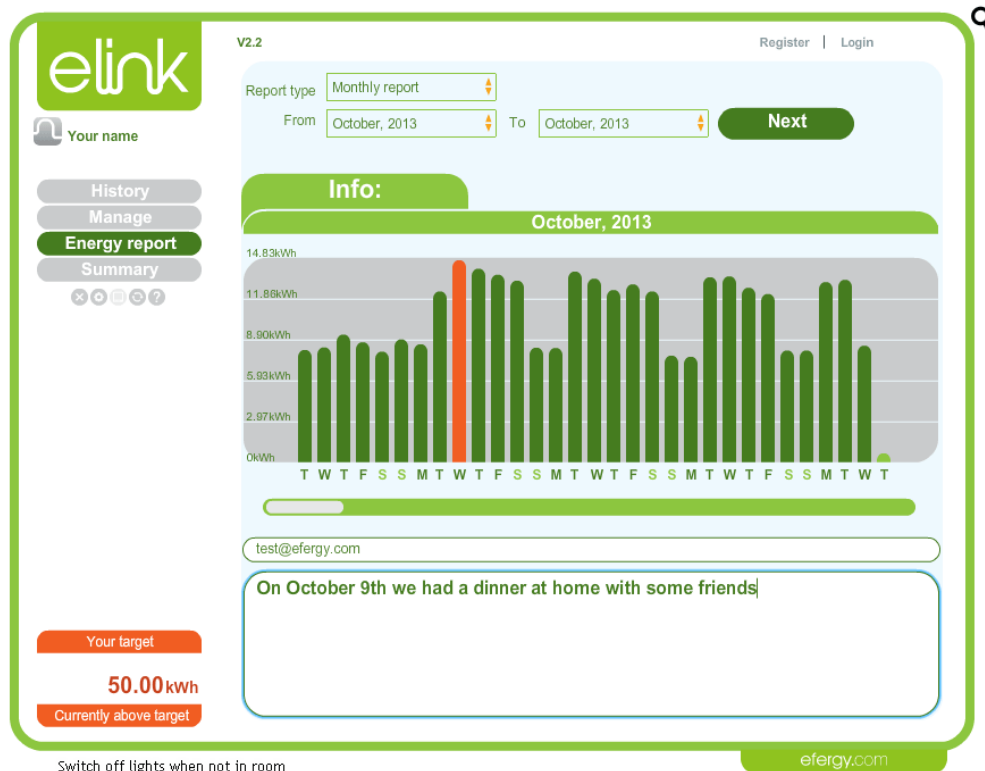 elink
V2.2
Register | Login
Your name
Report type Monthly report
From October, 2013 To October, 2013 Next
History
Manage
Energy report
Summary
Info:
October, 2013
14.83kWh
11.86kWh
8.90kWh
5.93kWh
2.97kWh
0kWh
T W T F S S M T W T F S S M T W T F S S M T W T F S S M T W T
test@efergy.com
On October 9th we had a dinner at home with some friends
Your target
50.00 kWh
Currently above target
Switch off lights when not in room
efergy.com